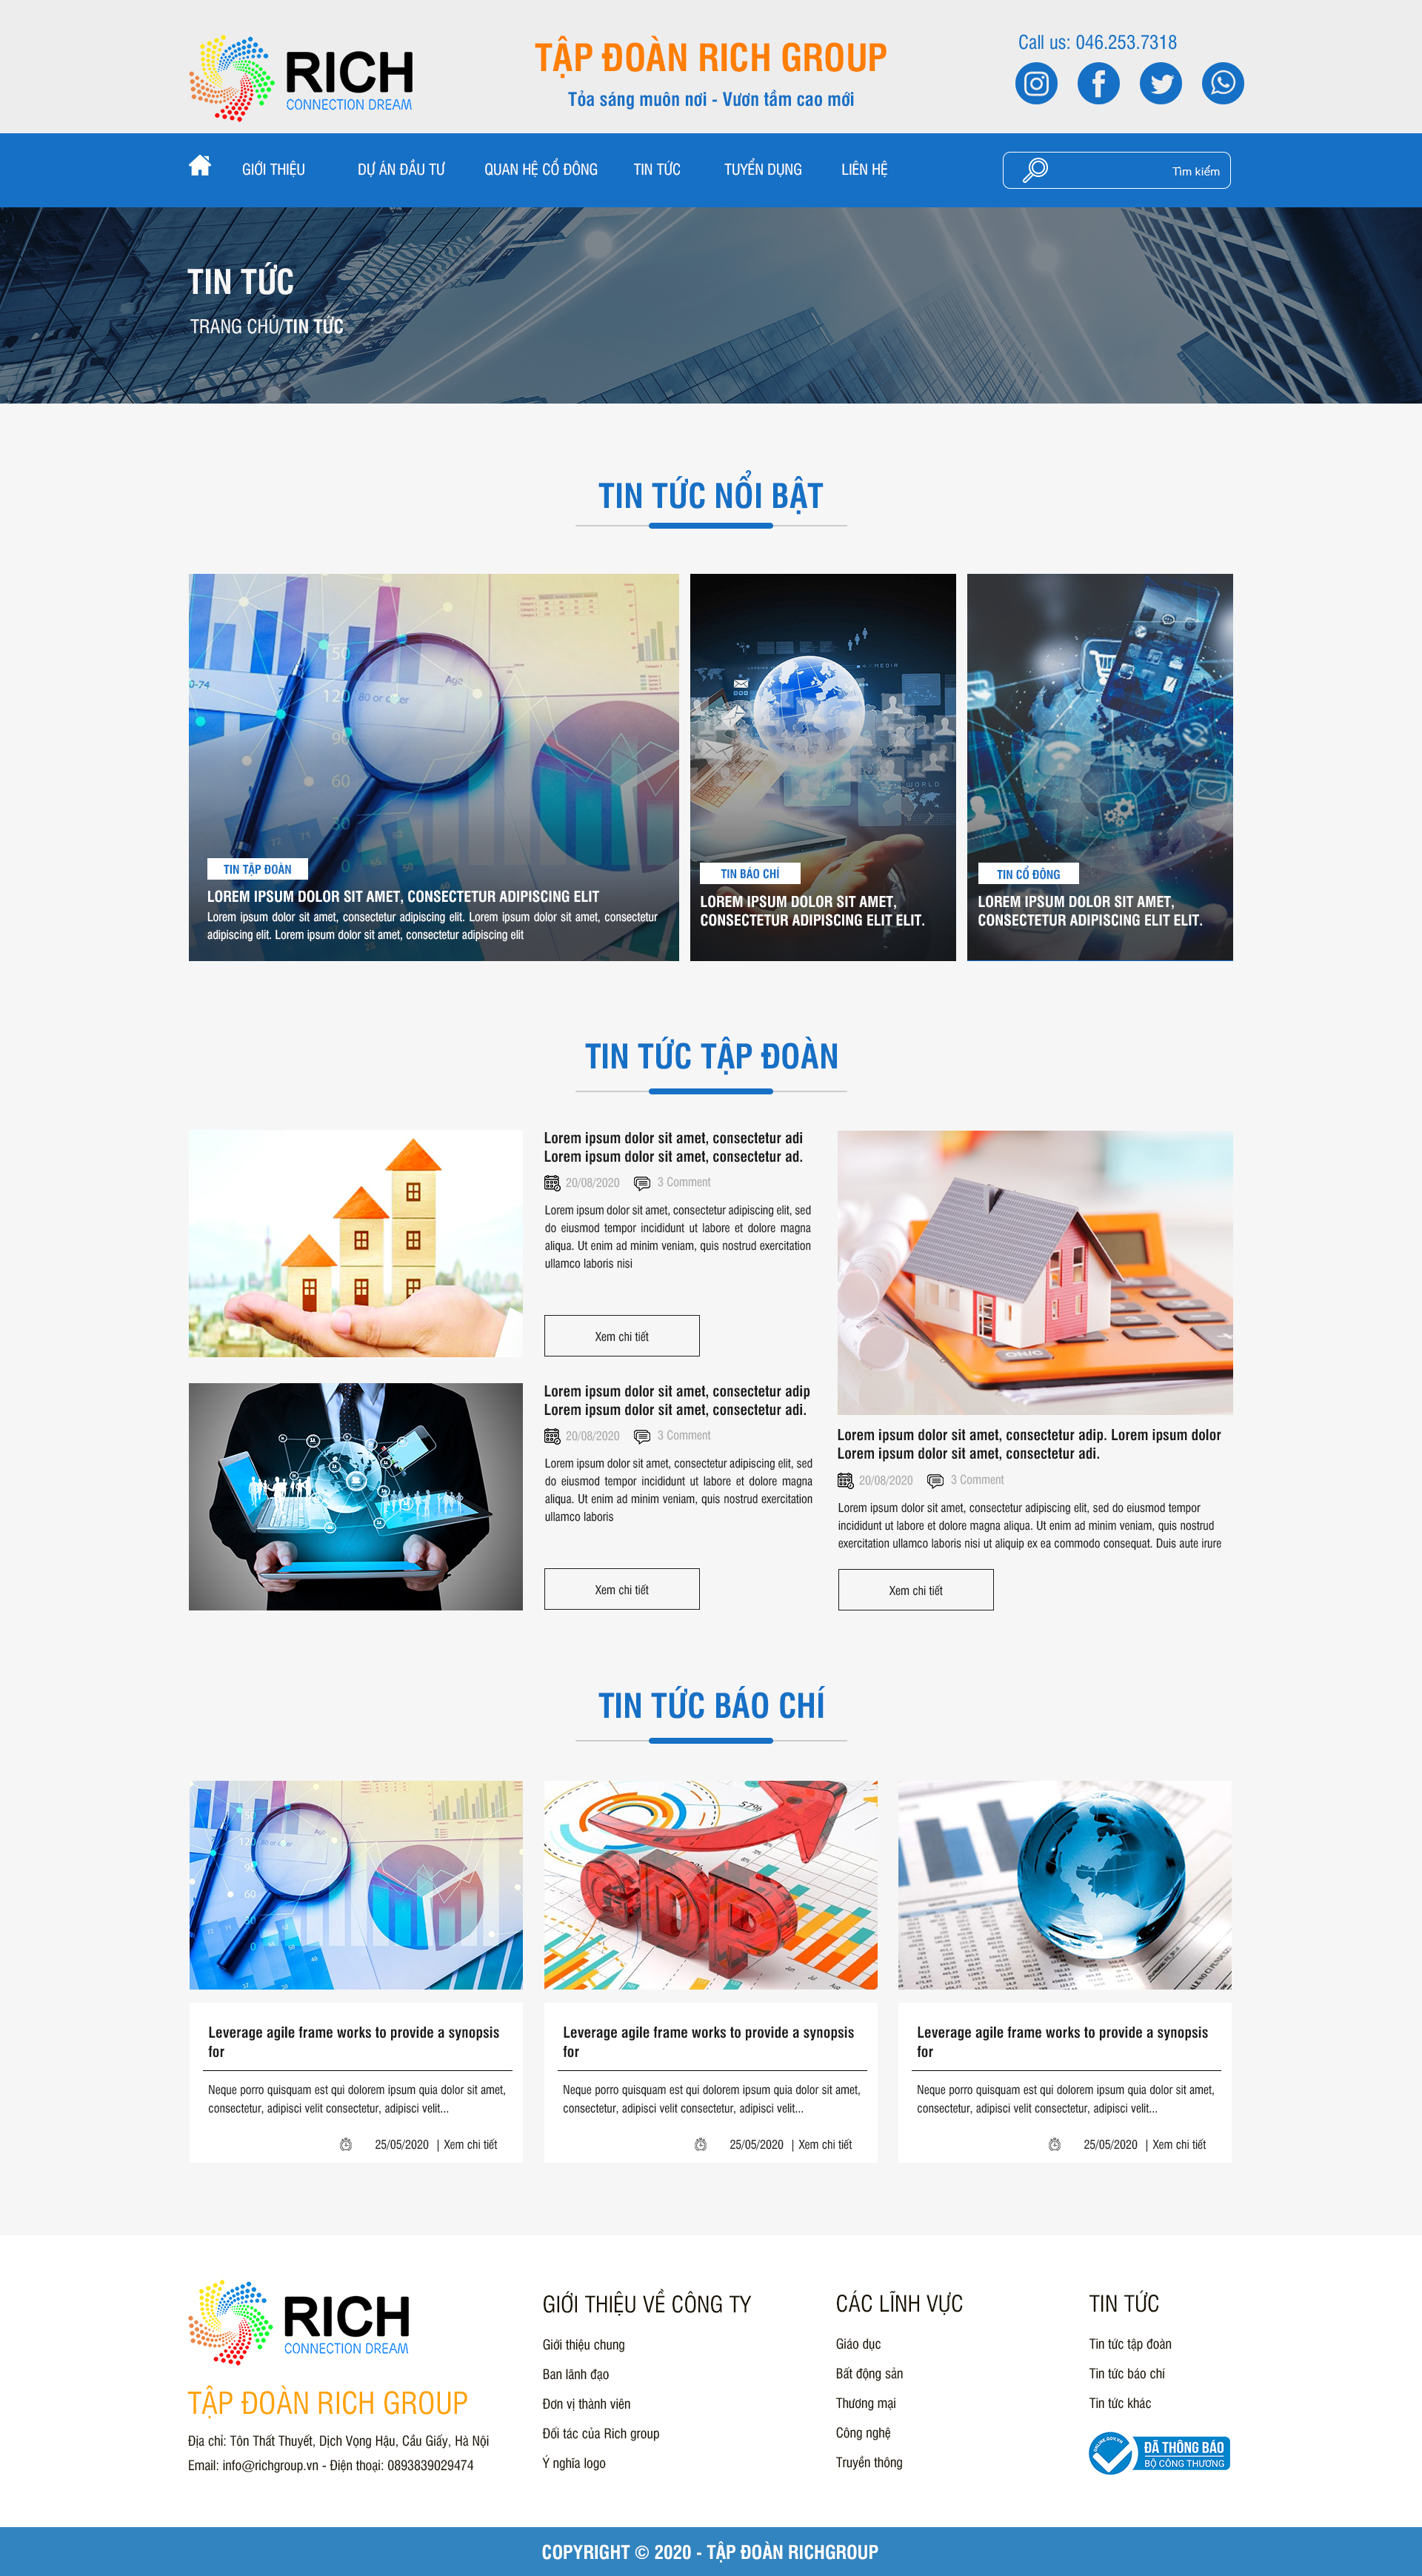 RICH
CONNECTION DREAM
TẬP ĐOÀN RICH GROUP
Tỏa sáng muôn nơi - Vươn tầm cao mới
Call us: 046.253.7318
GIỚI THIỆU
DỰ ÁN ĐẦU TƯ
QUAN HỆ CỔ ĐÔNG
TIN TỨC
TUYỂN DỤNG
LIÊN HỆ
Tìm kiếm
TIN TỨC
TRANG CHỦ/TIN TỨC
TIN TỨC NỔI BẬT
TIN TẬP ĐOÀN
LOREM IPSUM DOLOR SIT AMET, CONSECTETUR ADIPISCING ELIT
Lorem ipsum dolor sit amet, consectetur adipiscing elit. Lorem ipsum dolor sit amet, consectetur
adipiscing elit. Lorem ipsum dolor sit amet, consectetur adipiscing elit
TIN BÁO CHÍ
LOREM IPSUM DOLOR SIT AMET,
CONSECTETUR ADIPISCING ELIT ELIT.
TIN CỔ ĐÔNG
LOREM IPSUM DOLOR SIT AMET,
CONSECTETUR ADIPISCING ELIT ELIT.
TIN TỨC TẬP ĐOÀN
Lorem ipsum dolor sit amet, consectetur adi
Lorem ipsum dolor sit amet, consectetur ad.
20/08/2020 3 Comment
Lorem ipsum dolor sit amet, consectetur adipiscing elit, sed
do eiusmod tempor incididunt ut labore et dolore magna
aliqua. Ut enim ad minim veniam, quis nostrud exercitation
ullamco laboris nisi
Xem chi tiết
Lorem ipsum dolor sit amet, consectetur adip
Lorem ipsum dolor sit amet, consectetur adi.
20/08/2020 3 Comment
Lorem ipsum dolor sit amet, consectetur adipiscing elit, sed
do eiusmod tempor incididunt ut labore et dolore magna
aliqua. Ut enim ad minim veniam, quis nostrud exercitation
ullamco laboris
Xem chi tiết
Lorem ipsum dolor sit amet, consectetur adip. Lorem ipsum dolor
Lorem ipsum dolor sit amet, consectetur adi.
20/08/2020 3 Comment
Lorem ipsum dolor sit amet, consectetur adipiscing elit, sed do eiusmod tempor
incididunt ut labore et dolore magna aliqua. Ut enim ad minim veniam, quis nostrud
exercitation ullamco laboris nisi ut aliquip ex ea commodo consequat. Duis aute irure
Xem chi tiết
TIN TỨC BÁO CHÍ
GDP
Leverage agile frame works to provide a synopsis
for
Neque porro quisquam est qui dolorem ipsum quia dolor sit amet,
consectetur, adipisci velit consectetur, adipisci velit...
25/05/2020 | Xem chi tiết
Leverage agile frame works to provide a synopsis
for
Neque porro quisquam est qui dolorem ipsum quia dolor sit amet,
consectetur, adipisci velit consectetur, adipisci velit...
25/05/2020 | Xem chi tiết
Leverage agile frame works to provide a synopsis
for
Neque porro quisquam est qui dolorem ipsum quia dolor sit amet,
consectetur, adipisci velit consectetur, adipisci velit...
25/05/2020 | Xem chi tiết
RICH
CONNECTION DREAM
TẬP ĐOÀN RICH GROUP
Địa chỉ: Tôn Thất Thuyết, Dịch Vọng Hậu, Cầu Giấy, Hà Nội
Email: info@richgroup.vn - Điện thoại: 0893839029474
GIỚI THIỆU VỀ CÔNG TY
Giới thiệu chung
Ban lãnh đạo
Đơn vị thành viên
Đối tác của Rich group
Ý nghĩa logo
CÁC LĨNH VỰC
Giáo dục
Bất động sản
Thương mại
Công nghệ
Truyền thông
TIN TỨC
Tin tức tập đoàn
Tin tức báo chí
Tin tức khác
ONLINE.GOV.VN
ĐÃ THÔNG BÁO
BỘ CÔNG THƯƠNG
COPYRIGHT © 2020 - TẬP ĐOÀN RICHGROUP